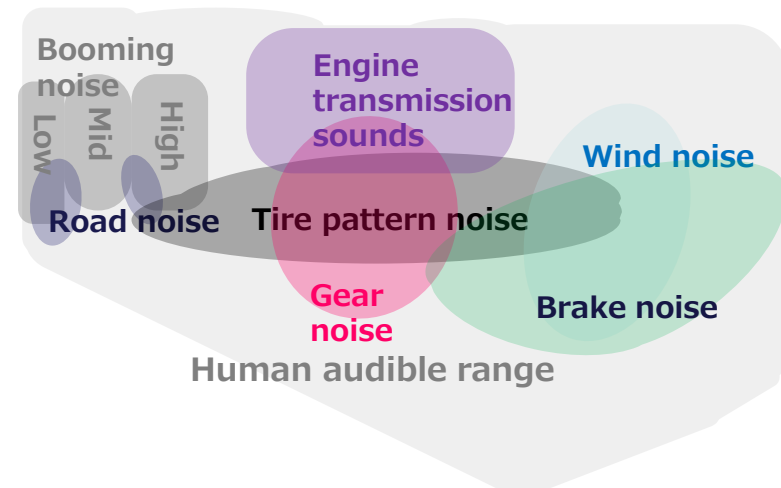 Booming
noise
Low
Mid
High
Engine
transmission
sounds
Wind noise
Road noise
Tire pattern noise
Gear
noise
Brake noise
Human audible range